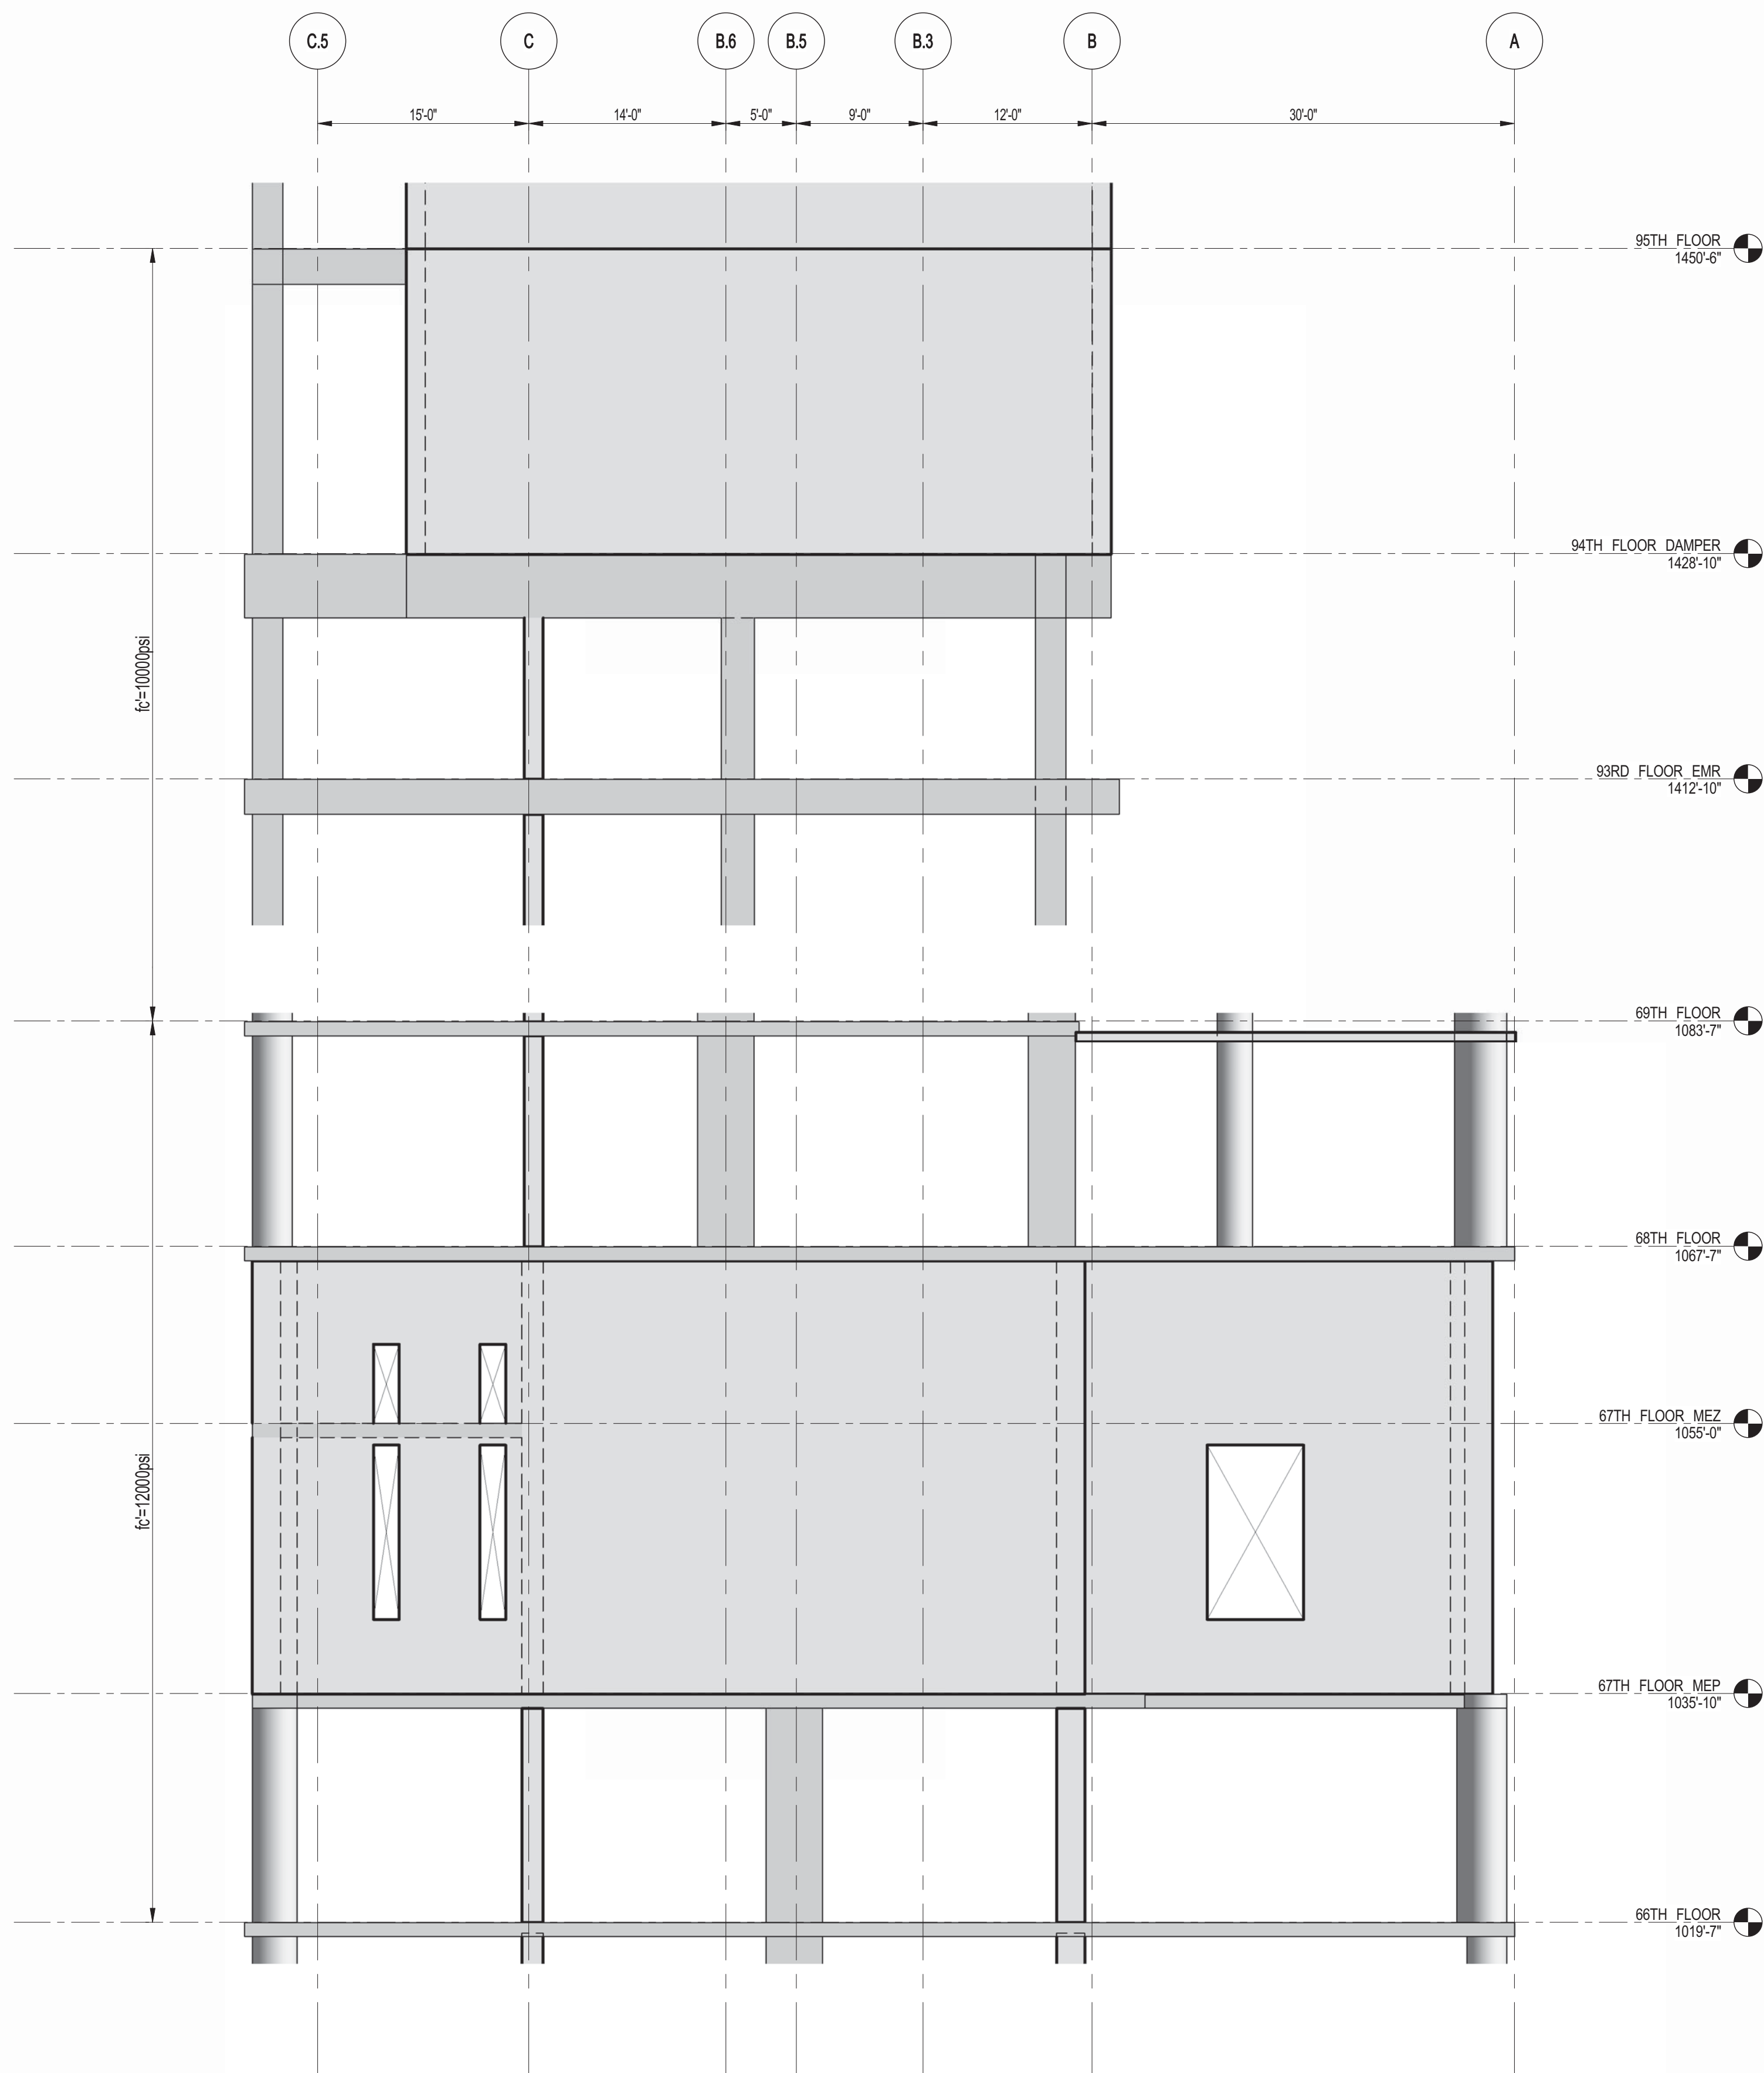 C.5 C B.6 B.5 B.3 B A
15'-0" 14'-0" 5'-0" 9'-0" 12'-0" 30'-0"
95TH FLOOR
1450'-6"
94TH FLOOR DAMPER
1428'-10"
fc'=10000psi
93RD FLOOR EMR
1412'-10"
69TH FLOOR
1083'-7"
68TH FLOOR
1067'-7"
67TH FLOOR MEZ
1055'-0"
fc'=12000psi
67TH FLOOR MEP
1035'-10"
66TH FLOOR
1019'-7"